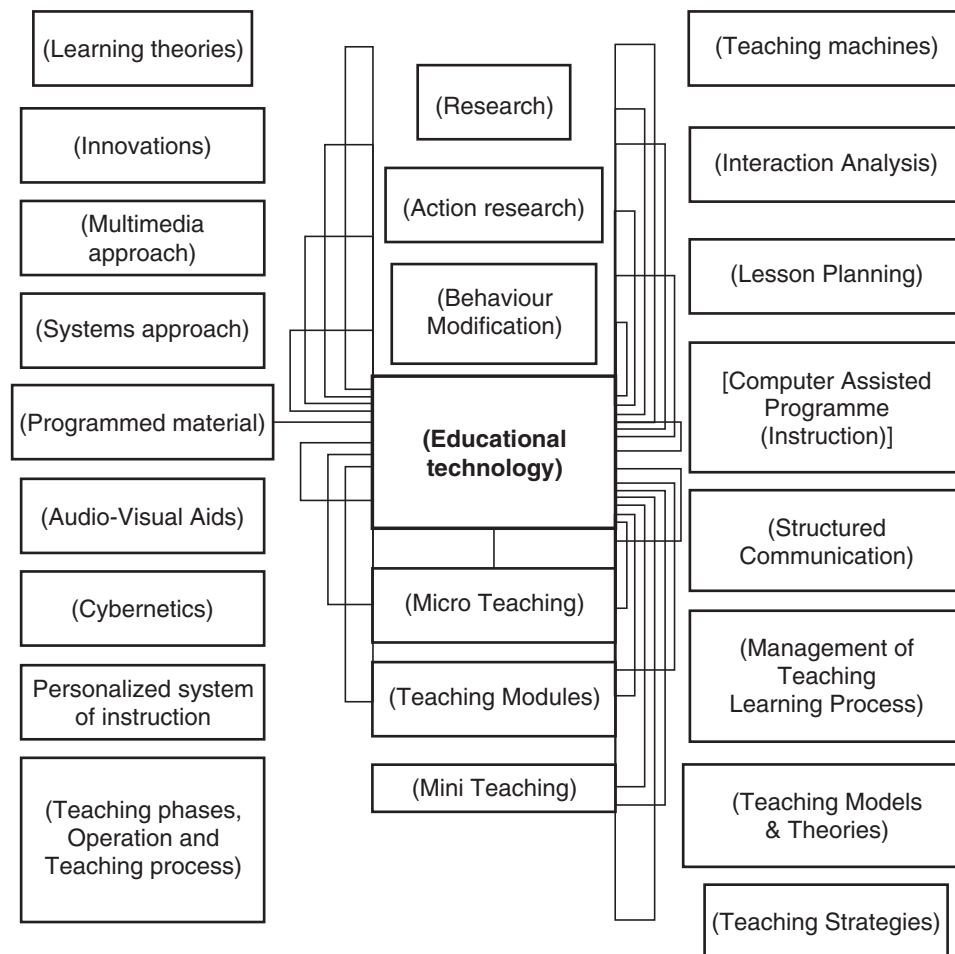 (Learning theories)
(Innovations)
(Multimedia
approach)
(Systems approach)
(Programmed material)
(Audio-Visual Aids)
(Cybernetics)
Personalized system
of instruction
(Teaching phases,
Operation and
Teaching process)
(Research)
(Action research)
(Behaviour
Modification)
(Educational
technology)
(Micro Teaching)
(Teaching Modules)
(Mini Teaching)
(Teaching machines)
(Interaction Analysis)
(Lesson Planning)
[Computer Assisted
Programme
(Instruction)]
(Structured
Communication)
(Management of
Teaching
Learning Process)
(Teaching Models
& Theories)
(Teaching Strategies)